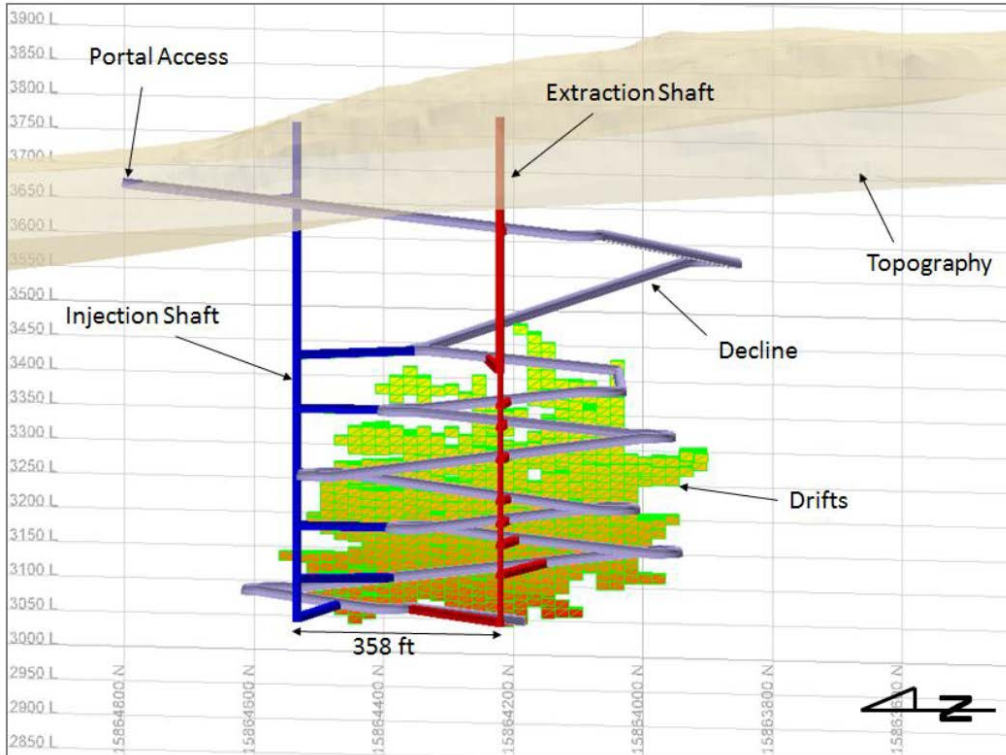 3900 L
3850 L
Portal Access
3800 L
Extraction Shaft
3750 L
3700 L
3650 L
3600 L
Topography
3550 L
3500 L
Injection Shaft
3450 L
Decline
3400 L
3350 L
3300 L
3250 L
Drifts
3200 L
3150 L
3100 L
3050 L
3000 L
358 ft
2950 L
2900 L
2850 L
15864800 N
15864600 N
15864400 N
15864200 N
15864000 N
15863800 N
15863600 N
N